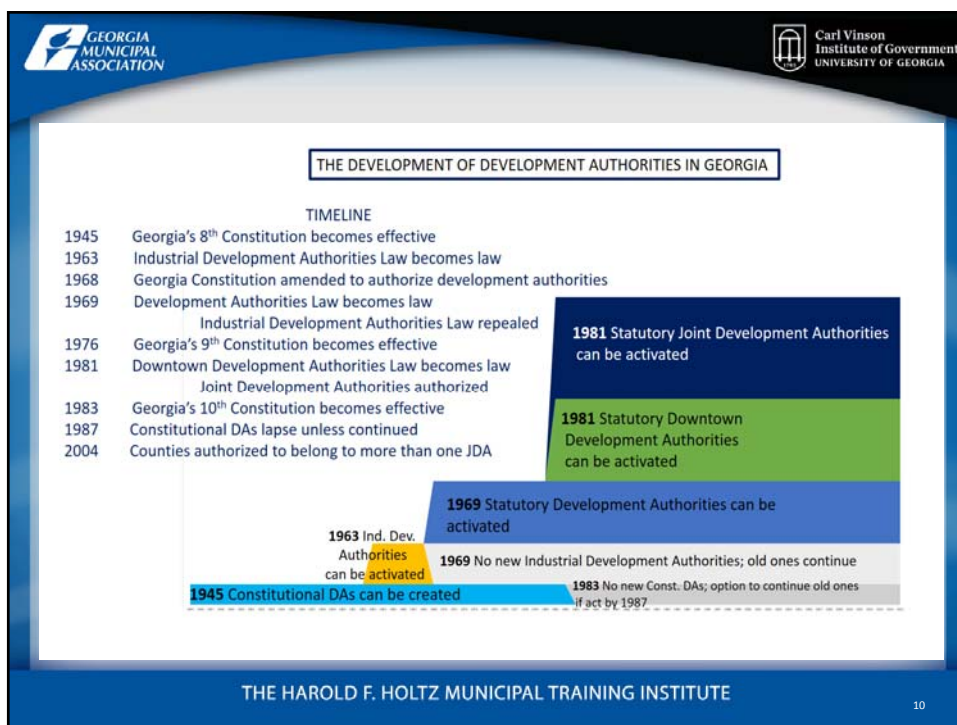 GEORGIA
MUNICIPAL
ASSOCIATION
Carl Vinson
Institute of Government
UNIVERSITY OF GEORGIA
THE DEVELOPMENT OF DEVELOPMENT AUTHORITIES IN GEORGIA
TIMELINE
1945 Georgia's 8th Constitution becomes effective
1963 Industrial Development Authorities Law becomes law
1968 Georgia Constitution amended to authorize development authorities
1969 Development Authorities Law becomes law
Industrial Development Authorities Law repealed
1976 Georgia's 9th Constitution becomes effective
1981 Downtown Development Authorities Law becomes law
Joint Development Authorities authorized
1983 Georgia's 10th Constitution becomes effective
1987 Constitutional DAs lapse unless continued
2004 Counties authorized to belong to more than one JDA
1981 Statutory Joint Development Authorities
can be activated
1981 Statutory Downtown
Development Authorities
can be activated
1969 Statutory Development Authorities can be
activated
1963 Ind. Dev.
Authorities
can be activated
1969 No new Industrial Development Authorities; old ones continue
1945 Constitutional DAs can be created
1983 No new Const. DAs; option to continue old ones
if act by 1987
THE HAROLD F. HOLTZ MUNICIPAL TRAINING INSTITUTE
10